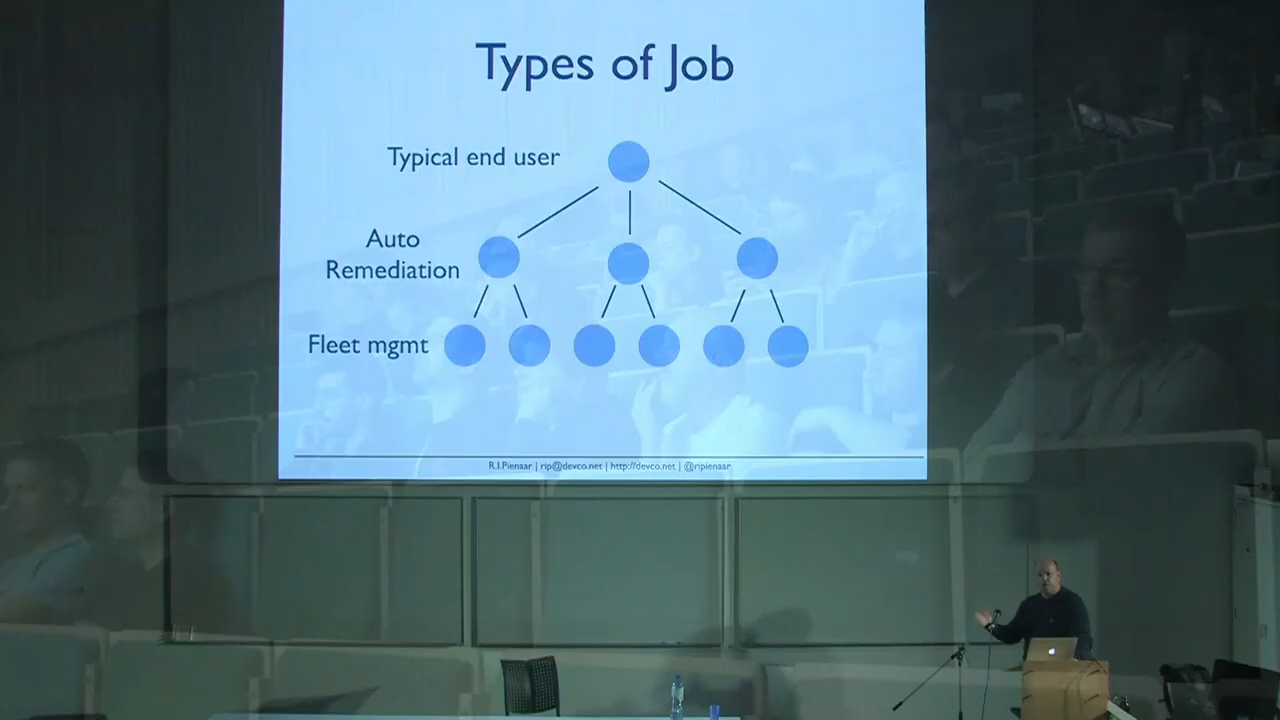 Types of Job
Typical end user
Auto
Remediation
Fleet mgmt
R.I.Pienaar | rip@devco.net | http://devco.net | @ripienaar